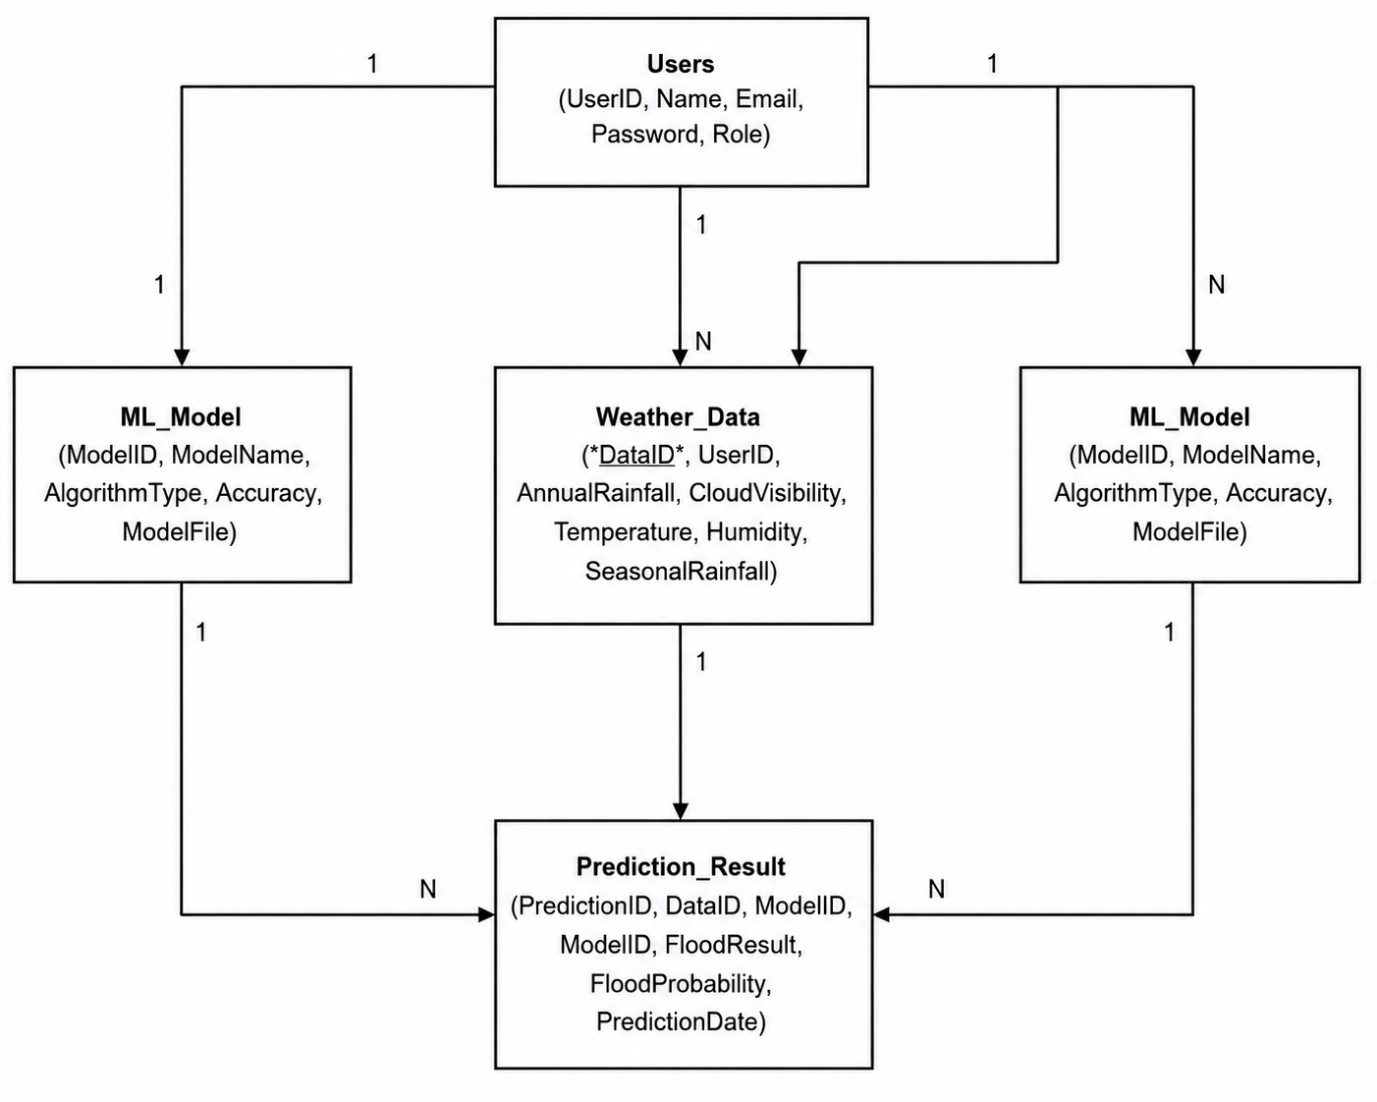 1
1
Users
(UserID, Name, Email,
Password, Role)
1
1
N
N
ML_Model
(ModelID, ModelName,
AlgorithmType, Accuracy,
ModelFile)
Weather_Data
(*DataID*, UserID,
AnnualRainfall, CloudVisibility,
Temperature, Humidity,
SeasonalRainfall)
ML_Model
(ModelID, ModelName,
AlgorithmType, Accuracy,
ModelFile)
1
1
1
N
N
Prediction_Result
(PredictionID, DataID, ModelID,
ModelID, FloodResult,
FloodProbability,
PredictionDate)